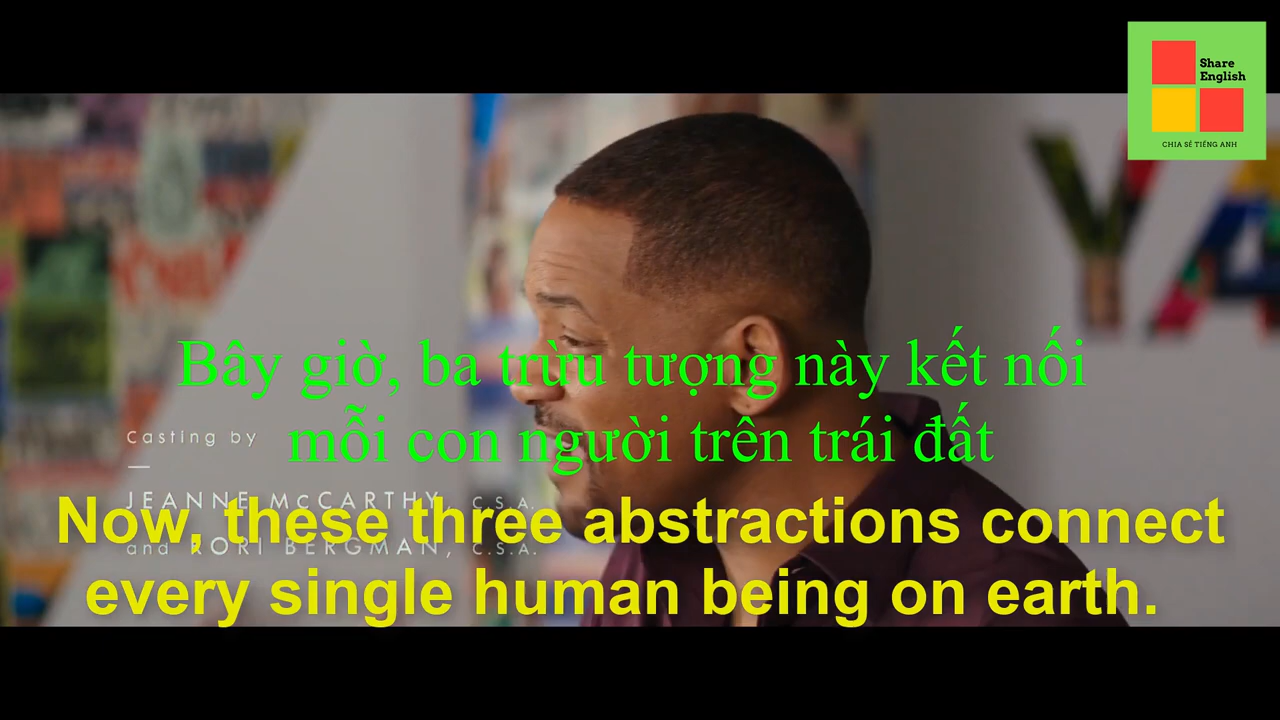 Share
English
CHIA SẺ TIẾNG ANH
YA
Bây giờ, ba trừu tượng này kết nối
mỗi con người trên trái đất
Casting by
JEANNE McCARTHY, C.S.A.
and RORI BERGMAN, C.S.A.
Now, these three abstractions connect
every single human being on earth.